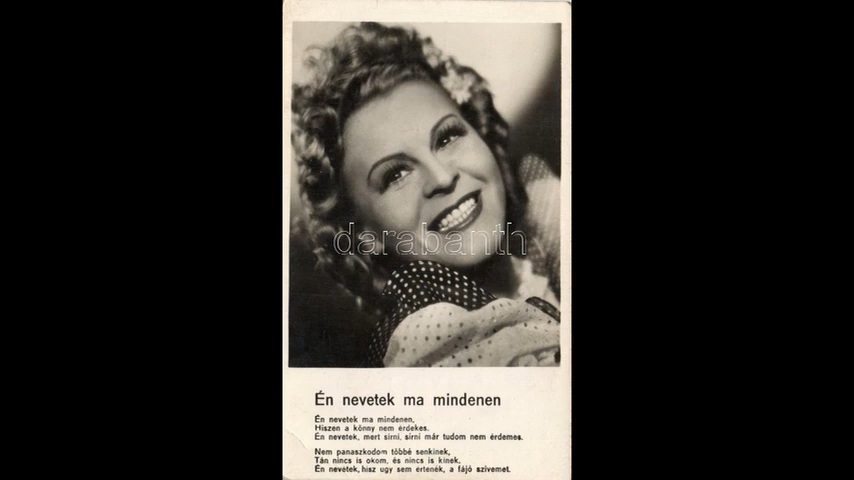 darabanth
Én nevetek ma mindenen
Én nevetek ma mindenen,
Hiszen a könny nem érdekes.
Én nevetek, mert sirni, sirni már tudom nem érdemes.
Nem panaszkodom többé senkinek,
Tán nincs is okom, és nincs is kinek,
Én nevetek, hisz ugy sem értenék, a fájó szivemet.